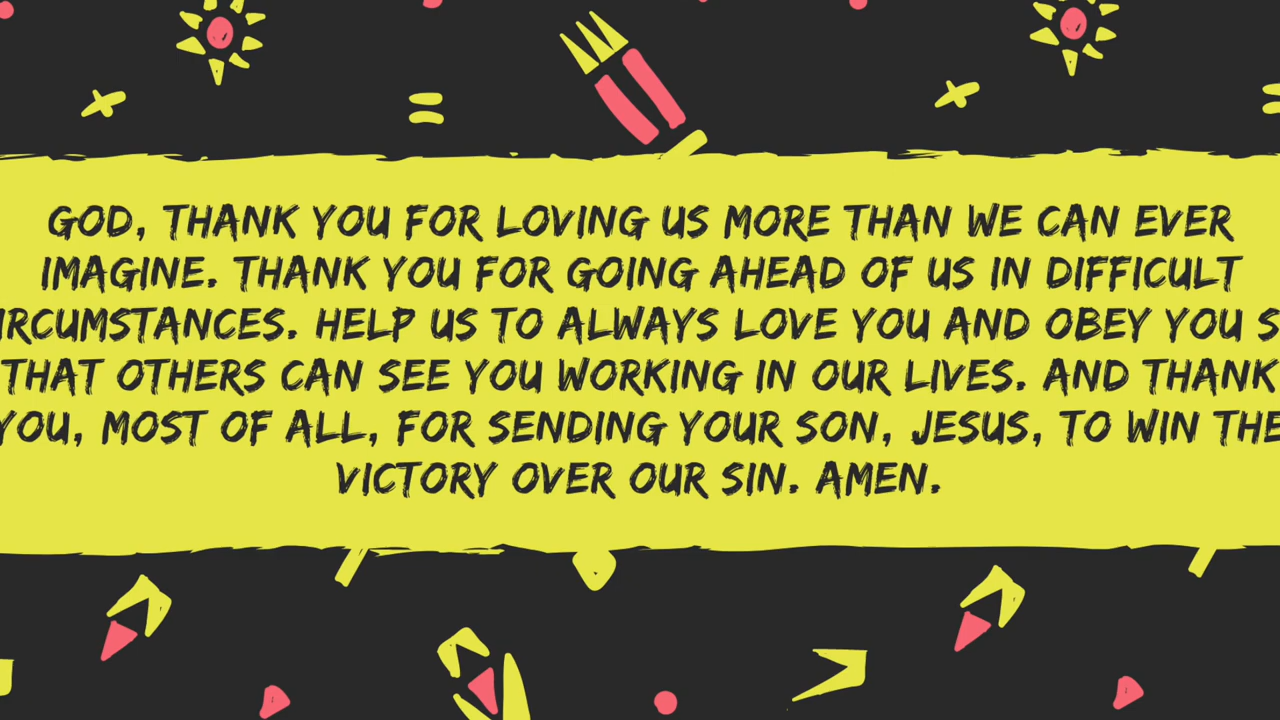 GOD, THANK YOU FOR LOVING US MORE THAN WE CAN EVER
IMAGINE. THANK YOU FOR GOING AHEAD OF US IN DIFFICULT
IRCUMSTANCES. HELP US TO ALWAYS LOVE YOU AND OBEY YOU S
THAT OTHERS CAN SEE YOU WORKING IN OUR LIVES. AND THANK
YOU, MOST OF ALL, FOR SENDING YOUR SON, JESUS, TO WIN THE
VICTORY OVER OUR SIN. AMEN.